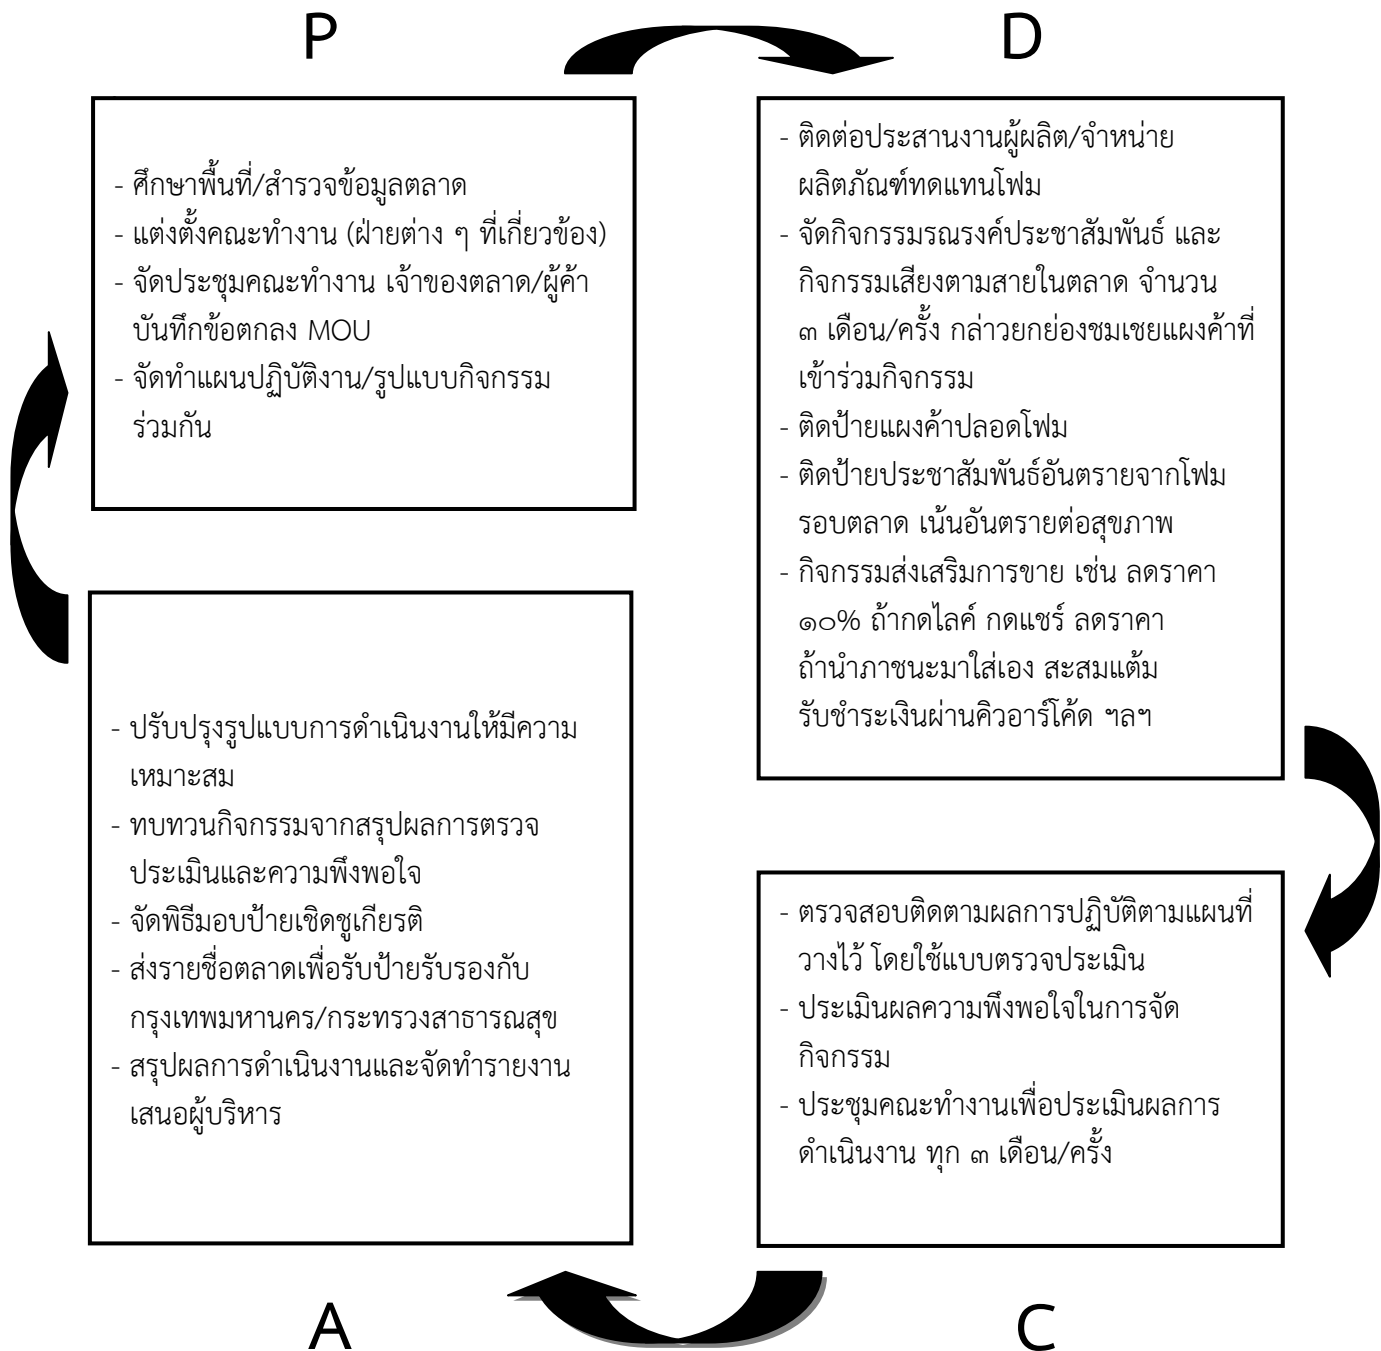 P
- ศึกษาพื้นที่/สำรวจข้อมูลตลาด
- แต่งตั้งคณะทำงาน (ฝ่ายต่าง ๆ ที่เกี่ยวข้อง)
- จัดประชุมคณะทำงาน เจ้าของตลาด/ผู้ค้า
บันทึกข้อตกลง MOU
- จัดทำแผนปฏิบัติงาน/รูปแบบกิจกรรม
ร่วมกัน
D
- ติดต่อประสานงานผู้ผลิต/จำหน่าย
ผลิตภัณฑ์ทดแทนโฟม
- จัดกิจกรรมรณรงค์ประชาสัมพันธ์ และ
กิจกรรมเสียงตามสายในตลาด จำนวน
๓ เดือน/ครั้ง กล่าวยกย่องชมเชยแผงค้าที่
เข้าร่วมกิจกรรม
- ติดป้ายแผงค้าปลอดโฟม
- ติดป้ายประชาสัมพันธ์อันตรายจากโฟม
รอบตลาด เน้นอันตรายต่อสุขภาพ
- กิจกรรมส่งเสริมการขาย เช่น ลดราคา
๑๐% ถ้ากดไลค์ กดแชร์ ลดราคา
ถ้านำภาชนะมาใส่เอง สะสมแต้ม
รับชำระเงินผ่านคิวอาร์โค้ด ฯลฯ
- ตรวจสอบติดตามผลการปฏิบัติตามแผนที่
วางไว้ โดยใช้แบบตรวจประเมิน
- ประเมินผลความพึงพอใจในการจัด
กิจกรรม
- ประชุมคณะทำงานเพื่อประเมินผลการ
ดำเนินงาน ทุก ๓ เดือน/ครั้ง
C
- ปรับปรุงรูปแบบการดำเนินงานให้มีความ
เหมาะสม
- ทบทวนกิจกรรมจากสรุปผลการตรวจ
ประเมินและความพึงพอใจ
- จัดพิธีมอบป้ายเชิดชูเกียรติ
- ส่งรายชื่อตลาดเพื่อรับป้ายรับรองกับ
กรุงเทพมหานคร/กระทรวงสาธารณสุข
- สรุปผลการดำเนินงานและจัดทำรายงาน
เสนอผู้บริหาร
A